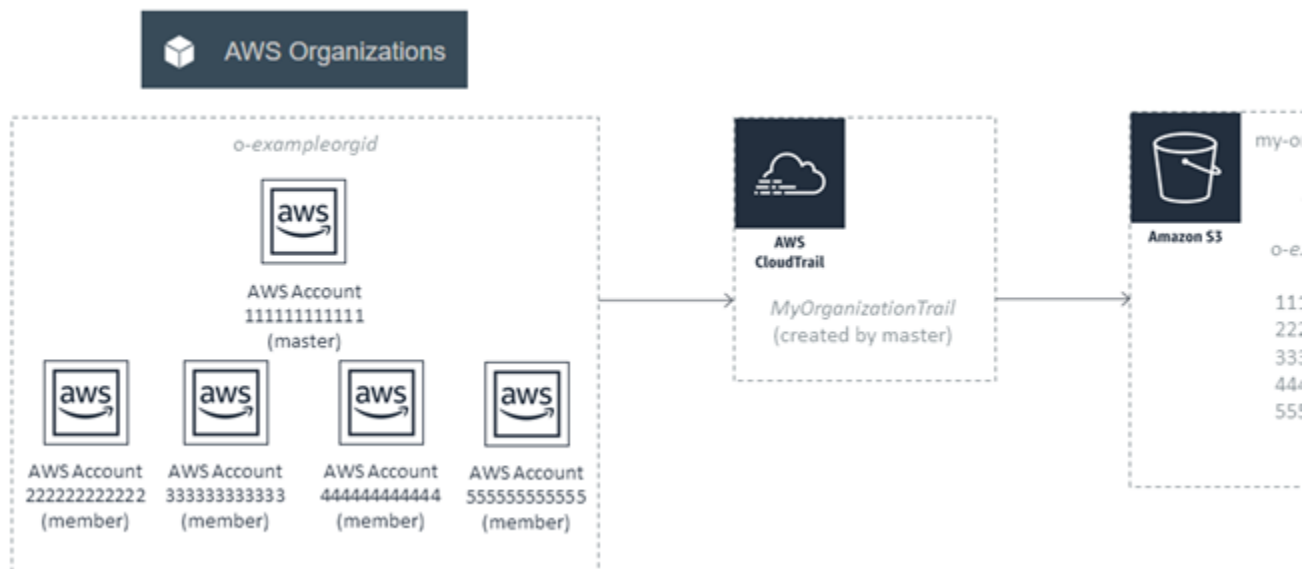 AWS Organizations
o-exampleorgid
aws
AWS Account
111111111111
(master)
aws
aws
aws
aws
AWS Account
222222222222
(member)
AWS Account
333333333333
(member)
AWS Account
444444444444
(member)
AWS Account
555555555555
(member)
AWS
CloudTrail
MyOrganizationTrail
(created by master)
Amazon S3